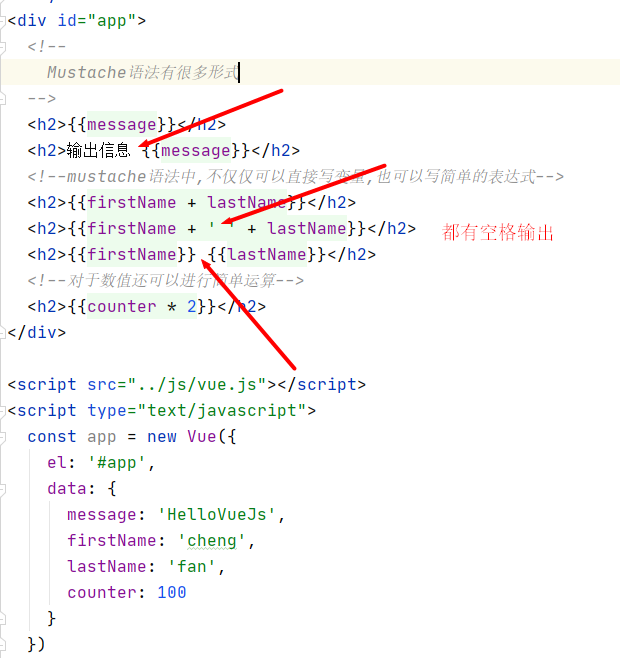 <div id="app">
<!--
Mustache语法有很多形式
-->
<h2>{{message}}</h2>
<h2>输出信息 {{message}}</h2>
<!--mustache语法中,不仅仅可以直接写变量,也可以写简单的表达式-->
<h2>{{firstName + lastName}}</h2>
<h2>{{firstName + ' ' + lastName}}</h2>
都有空格输出
<h2>{{firstName}} {{lastName}}</h2>
<!--对于数值还可以进行简单运算-->
<h2>{{counter * 2}}</h2>
</div>
<script src="../js/vue.js"></script>
<script type="text/javascript">
const app = new Vue({
el: '#app',
data: {
message: 'HelloVueJs',
firstName: 'cheng',
lastName: 'fan',
counter: 100
}
})